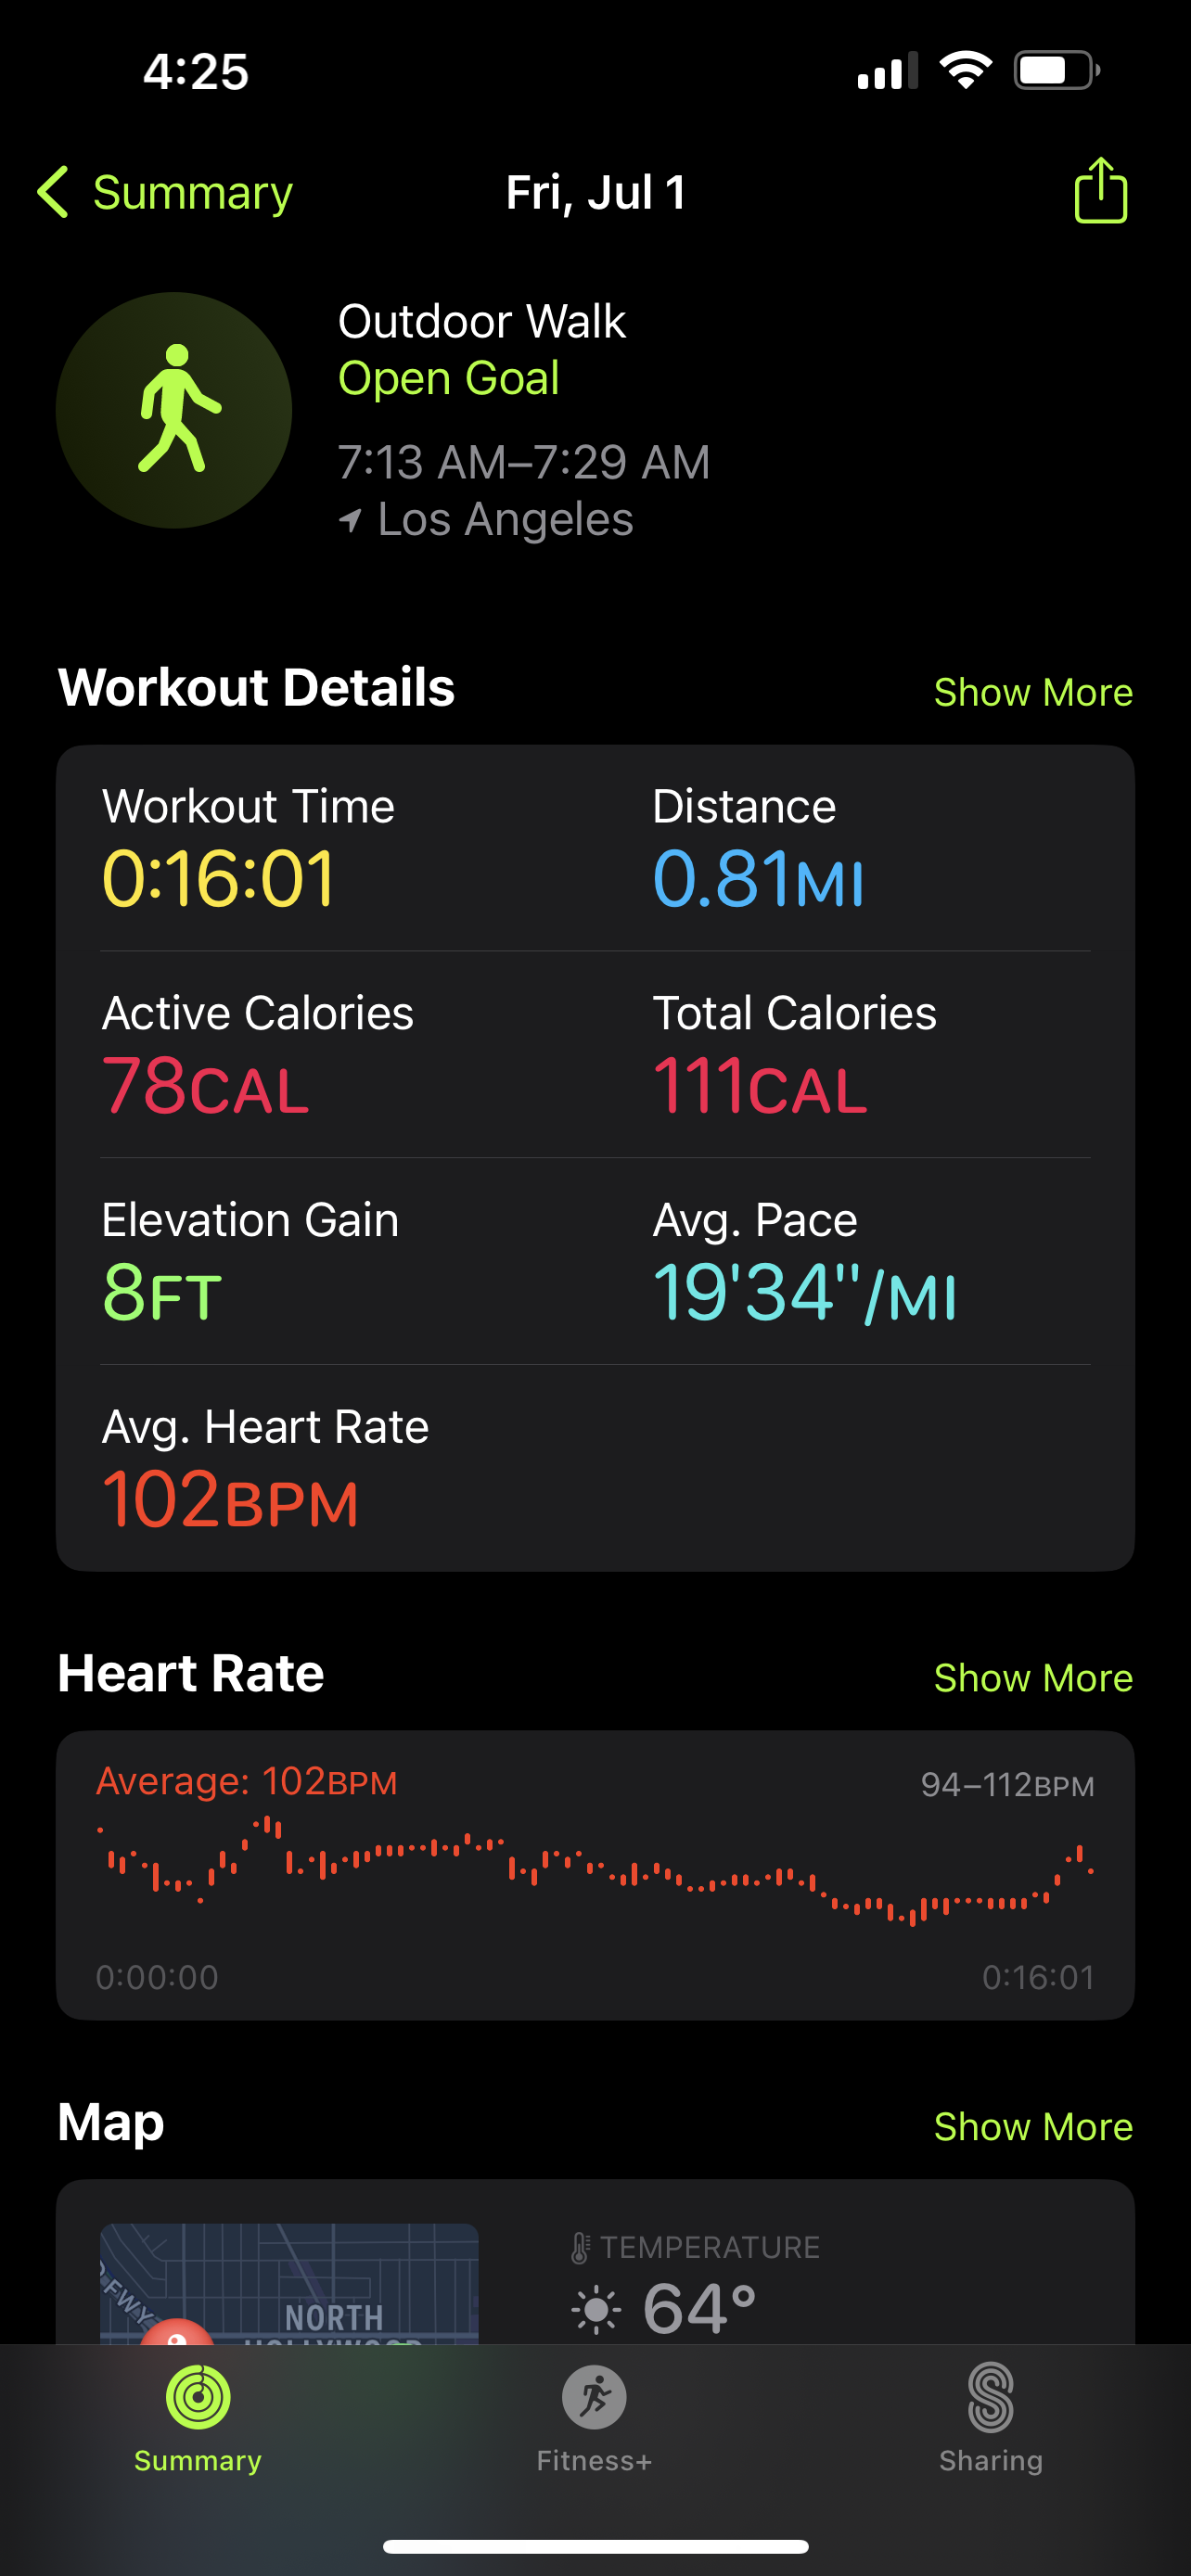 4:25
Summary
Fri, Jul 1
Outdoor Walk
Open Goal
7:13 AM–7:29 AM
Los Angeles
Workout Details
Show More
Workout Time
Distance
0:16:01
0.81MI
Active Calories
Total Calories
78CAL
111CAL
Elevation Gain
Avg. Pace
8FT
19'34"/MI
Avg. Heart Rate
102BPM
Heart Rate
Show More
Average: 102BPM
94–112BPM
0:00:00
0:16:01
Map
Show More
FWY
NORTH
HOLLYWOOD
TEMPERATURE
64°
Summary
Fitness+
Sharing